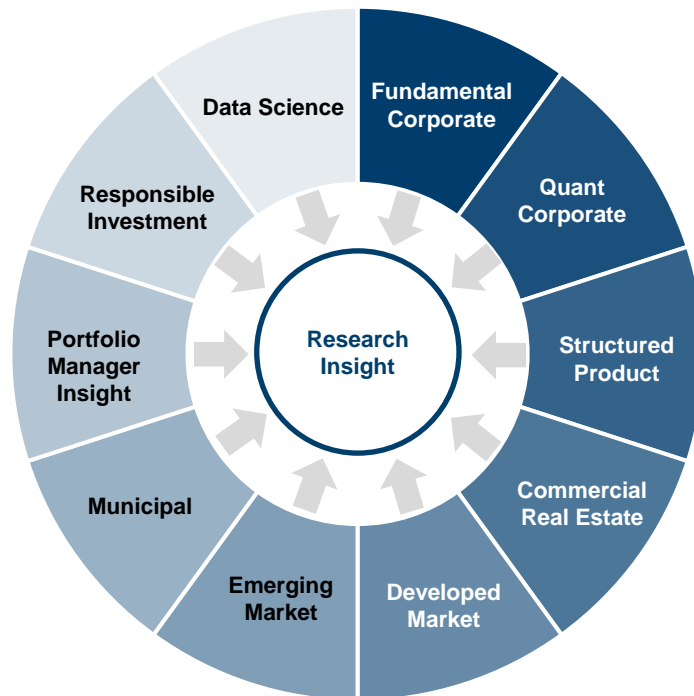 Data Science
Fundamental
Corporate
Quant
Corporate
Structured
Product
Commercial
Real Estate
Developed
Market
Emerging
Market
Municipal
Portfolio
Manager
Insight
Responsible
Investment
Research
Insight